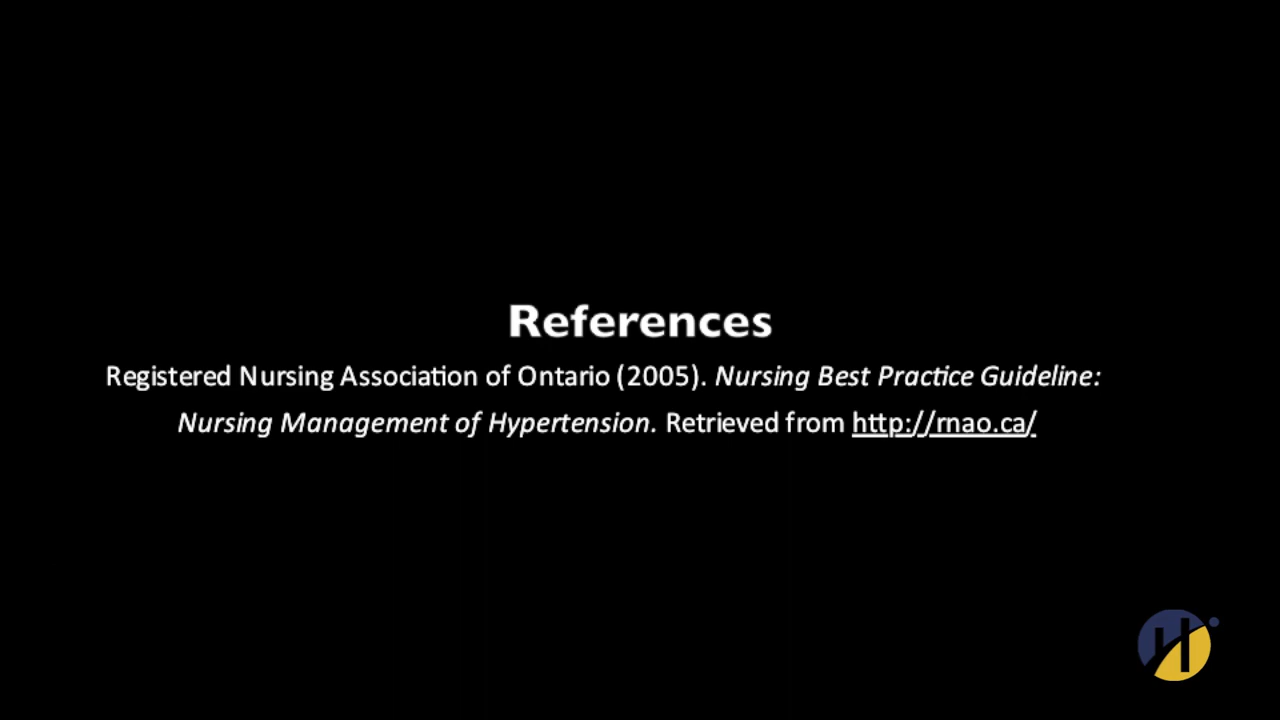 References
Registered Nursing Association of Ontario (2005). Nursing Best Practice Guideline:
Nursing Management of Hypertension. Retrieved from http://rnao.ca/